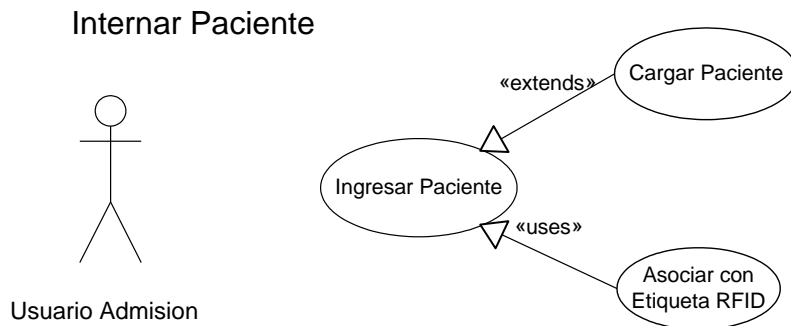 Internar Paciente
Cargar Paciente
«extends»
Ingresar Paciente
«uses»
Asociar con
Etiqueta RFID
Usuario Admision